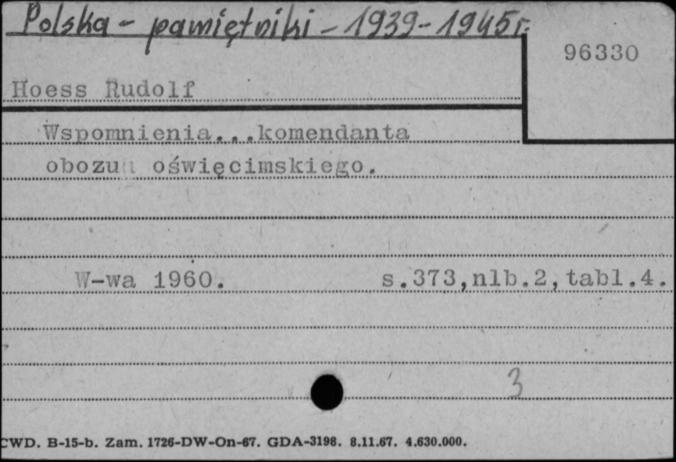 Polska - pamiętniki - 1939-1945r.
96330
Hoess Rudolf
Wspomnienia...komendanta
obozu oświęcimskiego.
W-wa 1960. s.373,nlb.2,tabl.4.
3
CWD. B-15-b. Zam. 1726-DW-On-67. GDA-3198. 8.11.67. 4.630.000.